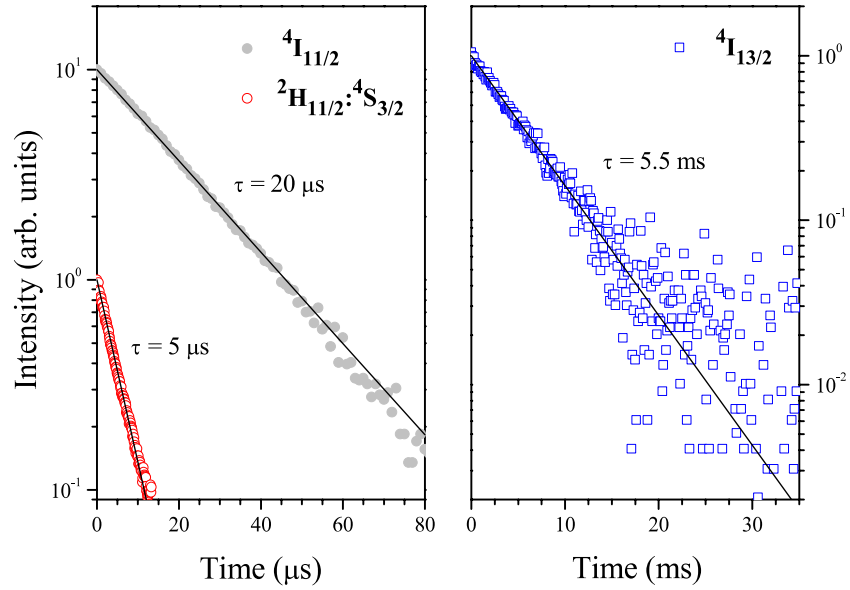 ⁴I₁₁/₂
²H₁₁/₂:⁴S₃/₂
τ = 20 μs
τ = 5 μs
Intensity (arb. units)
10¹
10⁰
10⁻¹
0 20 40 60 80
Time (μs)
⁴I₁₃/₂
τ = 5.5 ms
10⁰
10⁻¹
10⁻²
0 10 20 30
Time (ms)